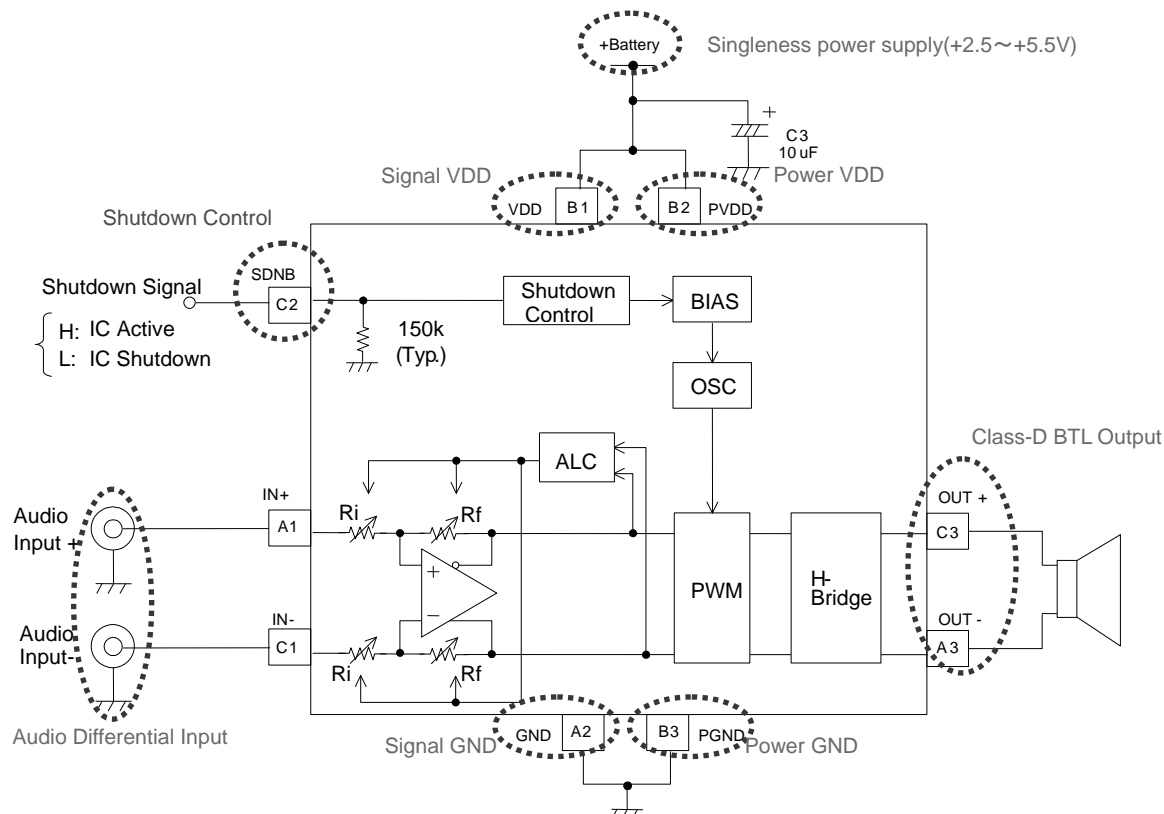 +Battery
Singleness power supply(+2.5～+5.5V)
+
C3
10 uF
Signal VDD
Power VDD
VDD
B1
B2
PVDD
Shutdown Control
SDNB
Shutdown Signal
C2
H: IC Active
L: IC Shutdown
150k
(Typ.)
Shutdown
Control
BIAS
OSC
ALC
Class-D BTL Output
IN+
OUT +
Audio
Input +
A1
Ri
Rf
C3
+
−
PWM
H-
Bridge
IN-
OUT -
Audio
Input-
C1
A3
Ri
Rf
Audio Differential Input
Signal GND
GND
A2
B3
PGND
Power GND